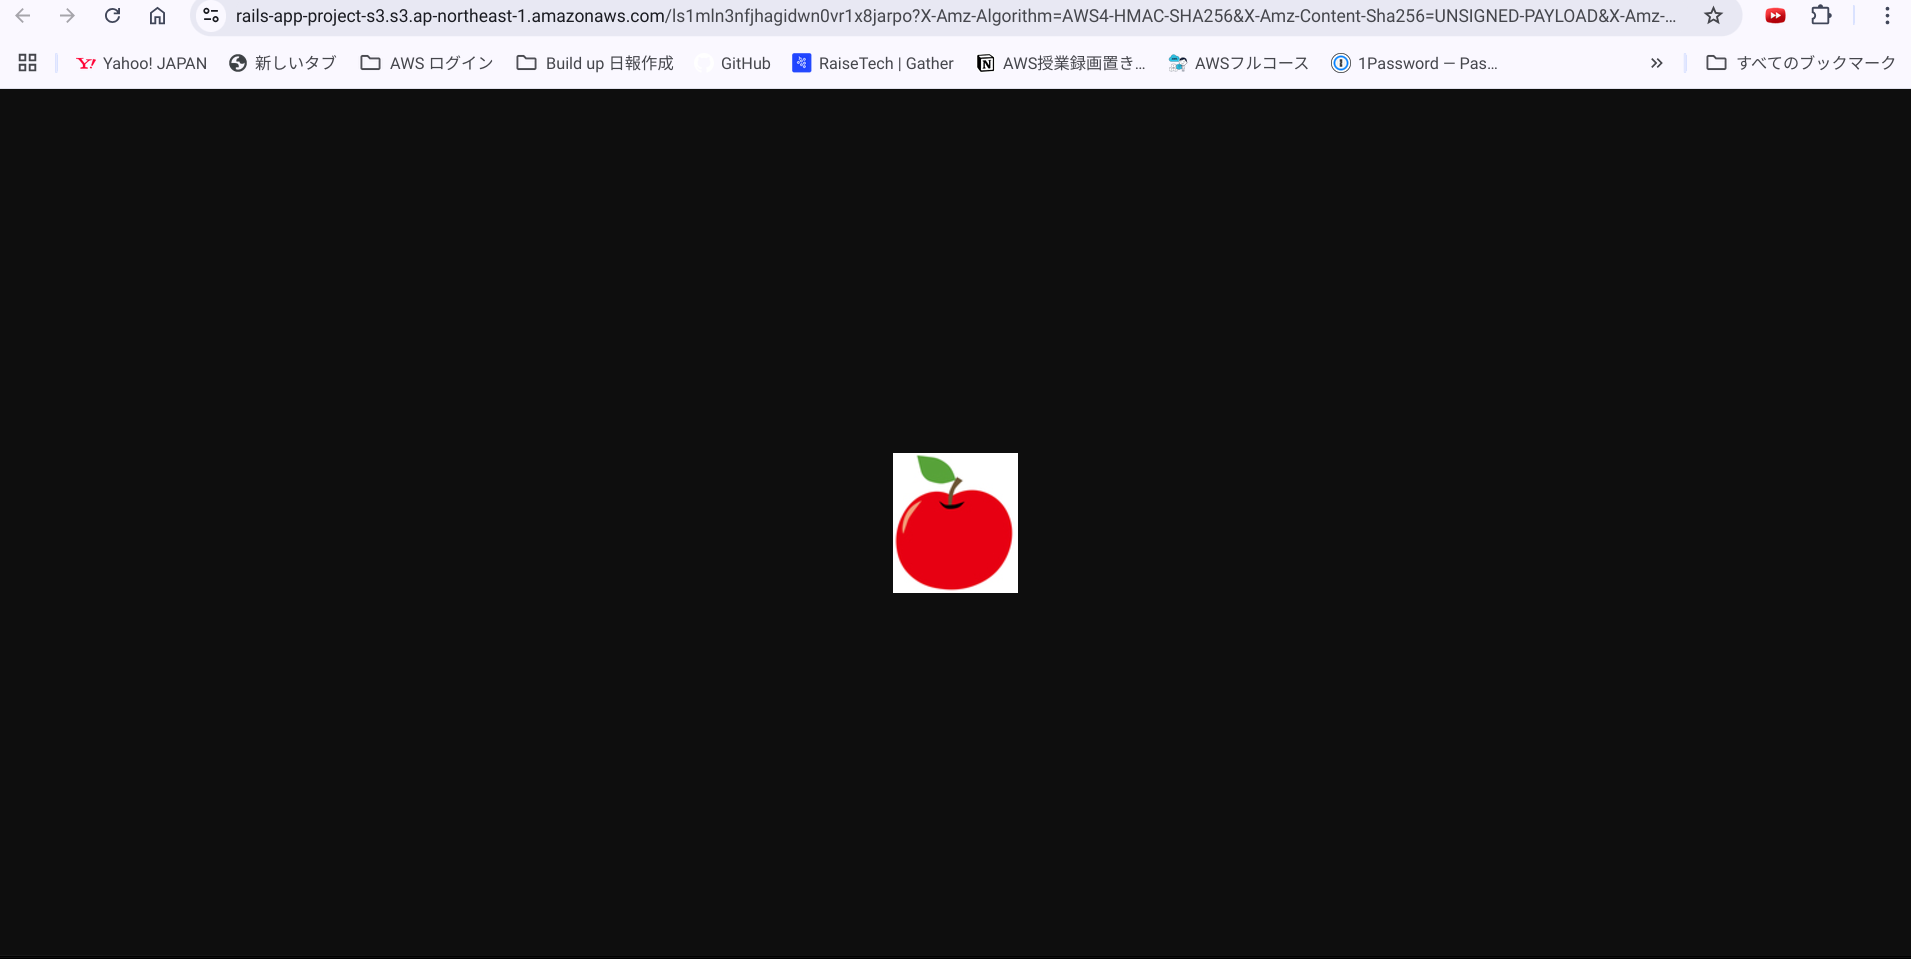 rails-app-project-s3.s3.ap-northeast-1.amazonaws.com/ls1mln3nfjhagidwn0vr1x8jarpo?X-Amz-Algorithm=AWS4-HMAC-SHA256&X-Amz-Content-Sha256=UNSIGNED-PAYLOAD&X-Amz-...
Yahoo! JAPAN 新しいタブ AWS ログイン Build up 日報作成 GitHub RaiseTech | Gather AWS授業録画置き... AWSフルコース 1Password – Pas... すべてのブックマーク